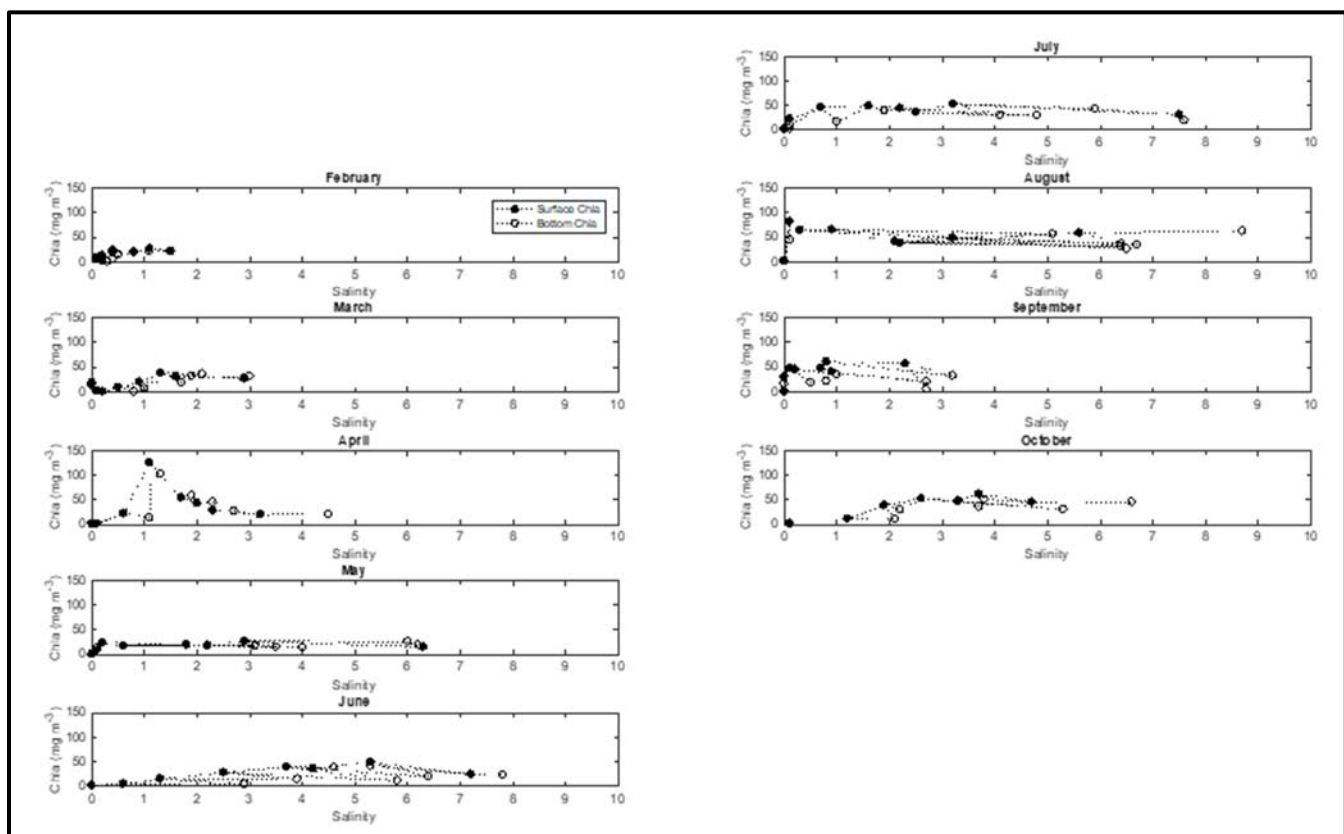 February
Chla (mg m-3)
150
100
50
0
Surface Chla
Bottom Chla
0 1 2 3 4 5 6 7 8 9 10
Salinity
March
Chla (mg m-3)
150
100
50
0
0 1 2 3 4 5 6 7 8 9 10
Salinity
April
Chla (mg m-3)
150
100
50
0
0 1 2 3 4 5 6 7 8 9 10
Salinity
May
Chla (mg m-3)
150
100
50
0
0 1 2 3 4 5 6 7 8 9 10
Salinity
June
Chla (mg m-3)
150
100
50
0
0 1 2 3 4 5 6 7 8 9 10
Salinity
July
Chla (mg m-3)
150
100
50
0
0 1 2 3 4 5 6 7 8 9 10
Salinity
August
Chla (mg m-3)
150
100
50
0
0 1 2 3 4 5 6 7 8 9 10
Salinity
September
Chla (mg m-3)
150
100
50
0
0 1 2 3 4 5 6 7 8 9 10
Salinity
October
Chla (mg m-3)
150
100
50
0
0 1 2 3 4 5 6 7 8 9 10
Salinity